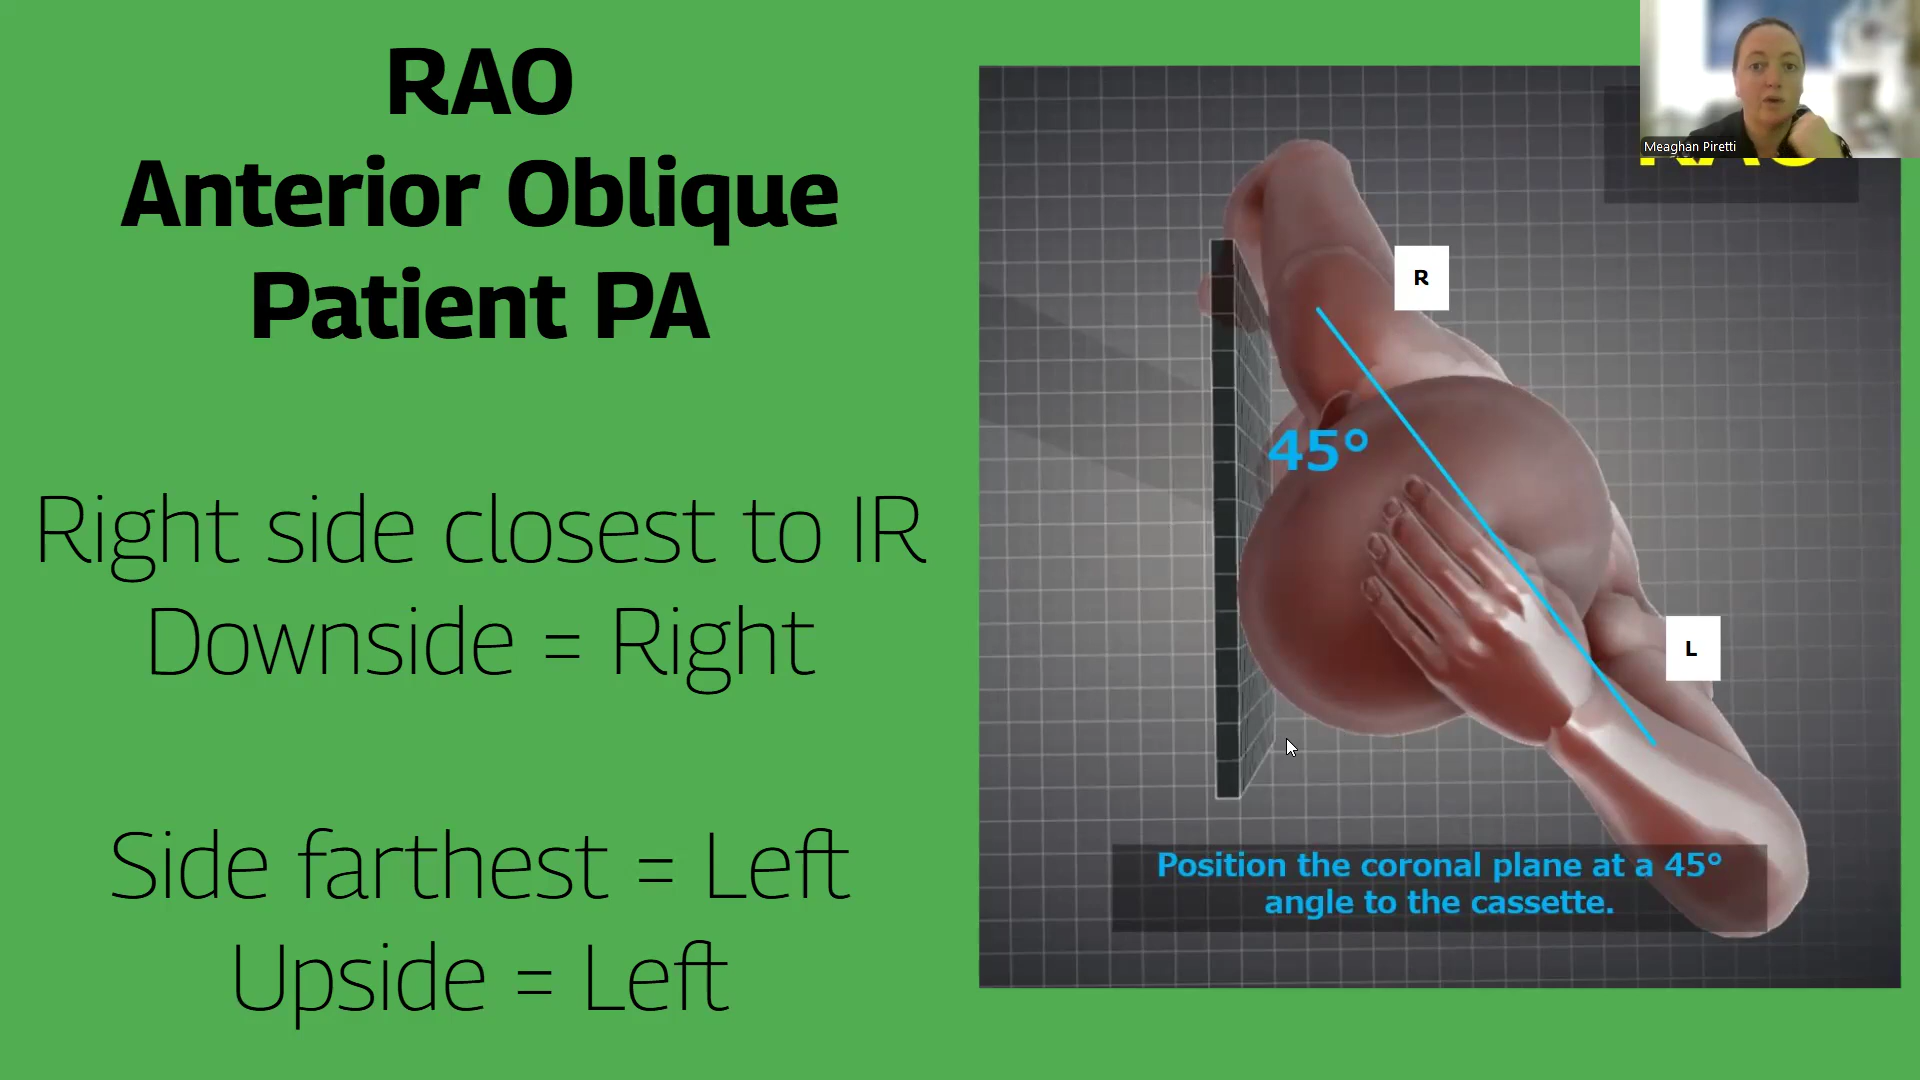 RAO
Anterior Oblique
Patient PA
Right side closest to IR
Downside = Right
Side farthest = Left
Upside = Left
Meaghan Piretti
R
45°
L
Position the coronal plane at a 45°
angle to the cassette.